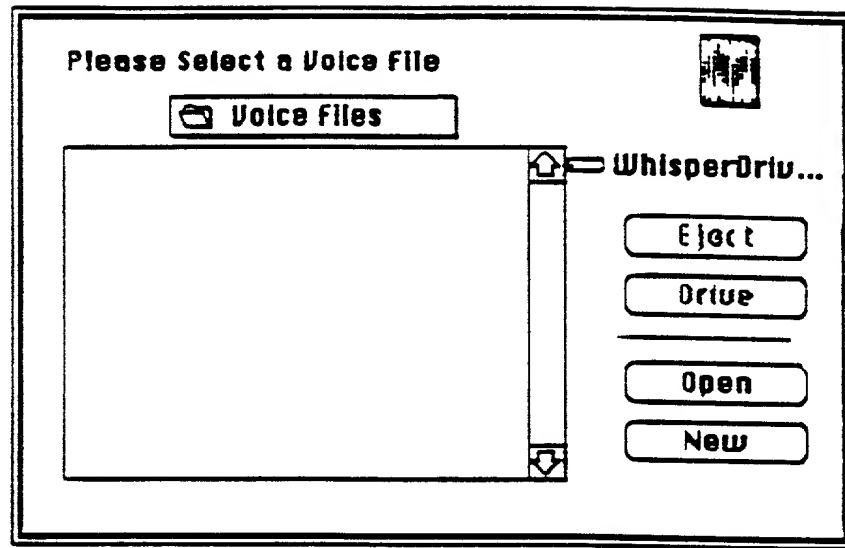 Please Select a Voice File
Voice Files
WhisperDriv...
Eject
Drive
Open
New